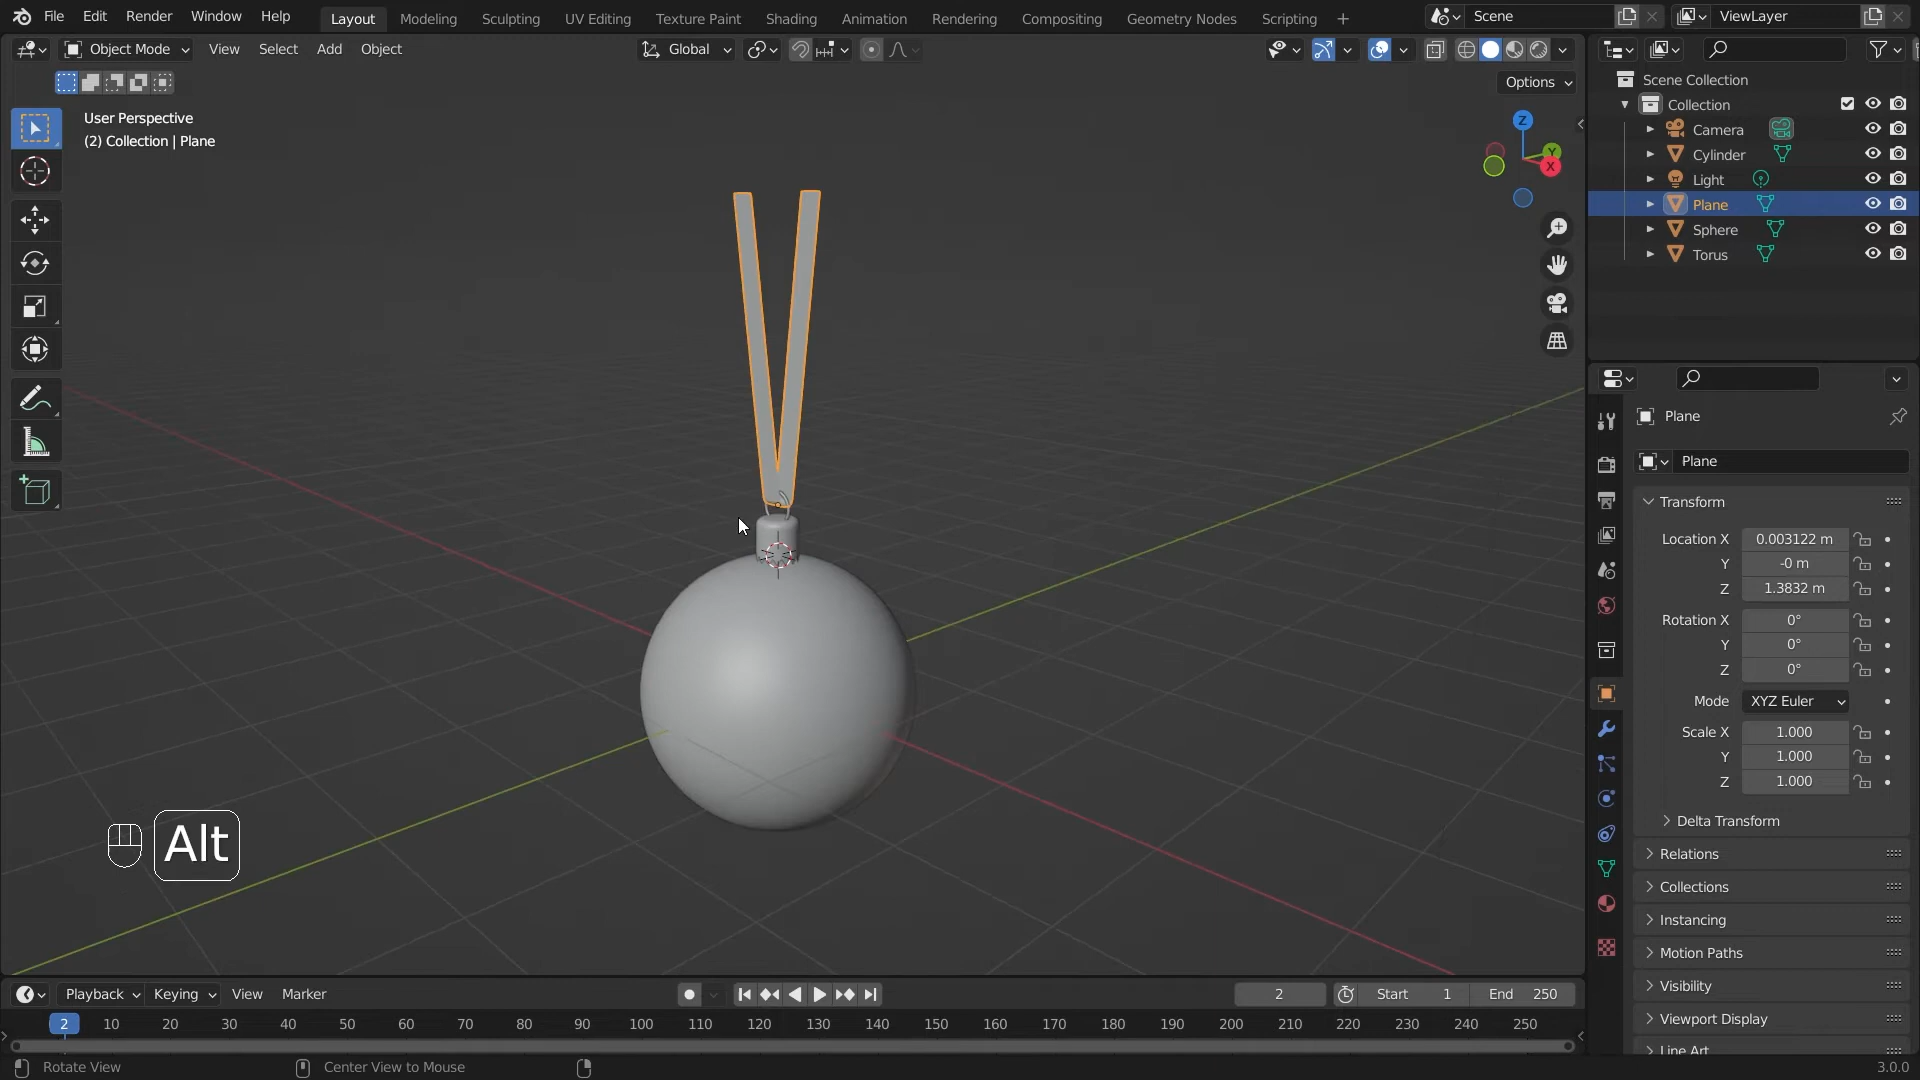 File Edit Render Window Help
Layout Modeling Sculpting UV Editing Texture Paint Shading Animation Rendering Compositing Geometry Nodes Scripting +
Scene
ViewLayer
Object Mode View Select Add Object
Global
Options
User Perspective
(2) Collection | Plane
Z
Y
X
Scene Collection
Collection
Camera
Cylinder
Light
Plane
Sphere
Torus
Plane
Plane
Transform
Location X 0.003122 m
Y -0 m
Z 1.3832 m
Rotation X 0°
Y 0°
Z 0°
Mode XYZ Euler
Scale X 1.000
Y 1.000
Z 1.000
Delta Transform
Relations
Collections
Instancing
Motion Paths
Visibility
Viewport Display
Line Art
Alt
Playback Keying View Marker
2
Start 1
End 250
2 10 20 30 40 50 60 70 80 90 100 110 120 130 140 150 160 170 180 190 200 210 220 230 240 250
Rotate View
Center View to Mouse
3.0.0